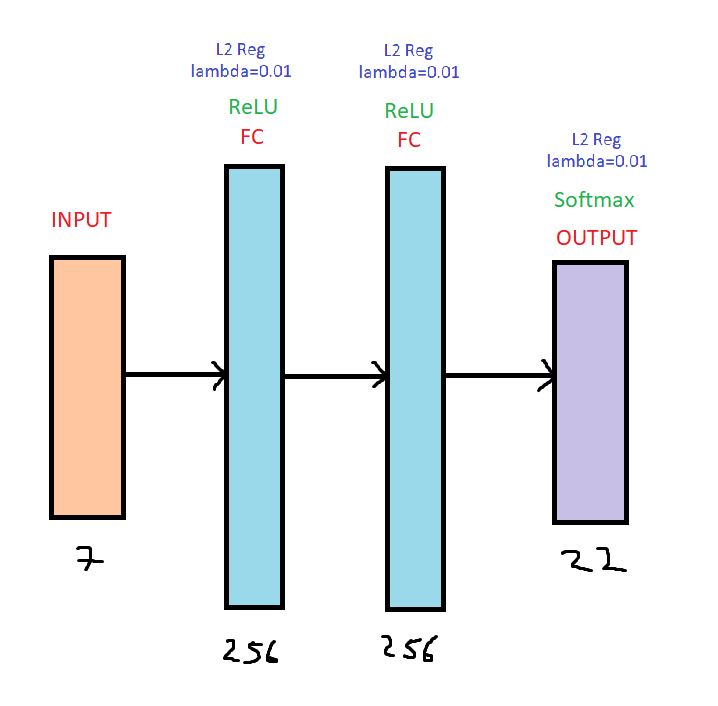 L2 Reg
lambda=0.01
ReLU
FC
L2 Reg
lambda=0.01
ReLU
FC
L2 Reg
lambda=0.01
Softmax
OUTPUT
INPUT
7
256
256
22